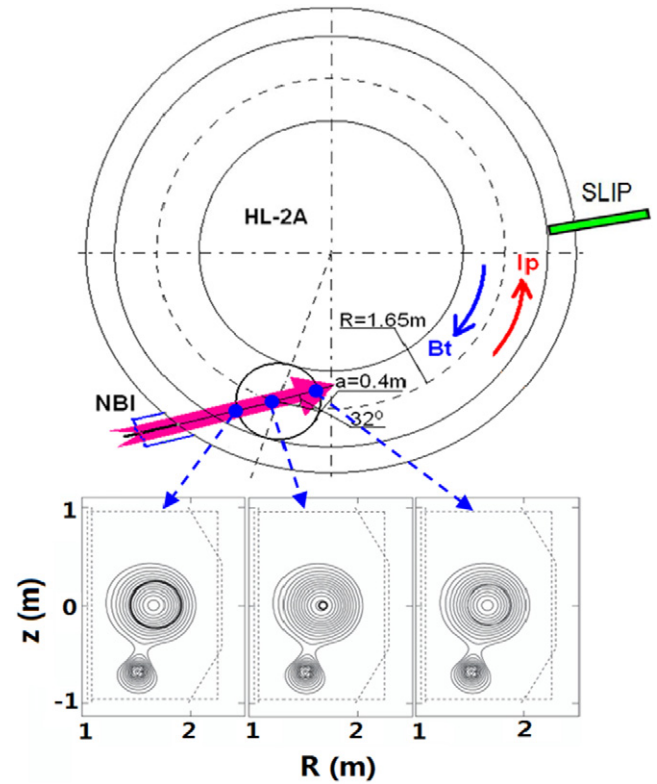 SLIP
HL-2A
Ip
R=1.65m
Bt
a=0.4m
NBI
32⁰
1
0
-1
z (m)
1 2 1 2 1 2
R (m)